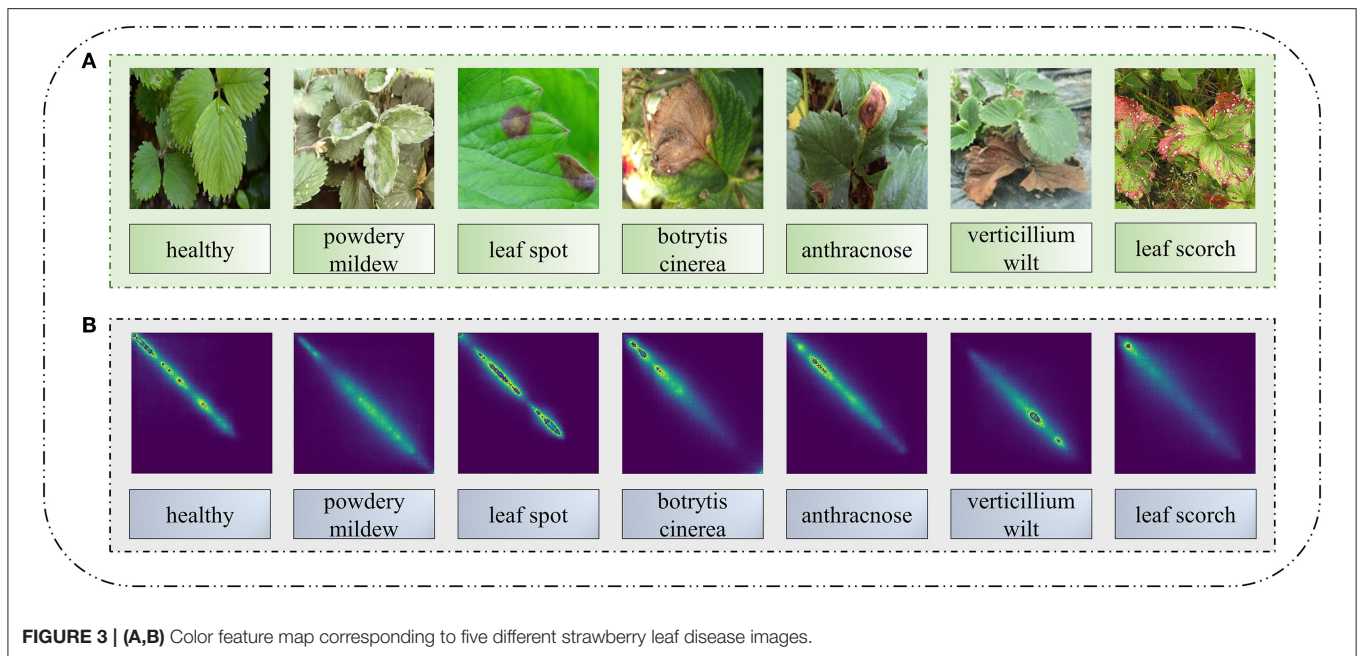 A
healthy
powdery
mildew
leaf spot
botrytis
cinerea
anthracnose
verticillium
wilt
leaf scorch
B
healthy
powdery
mildew
leaf spot
botrytis
cinerea
anthracnose
verticillium
wilt
leaf scorch
FIGURE 3 | (A,B) Color feature map corresponding to five different strawberry leaf disease images.